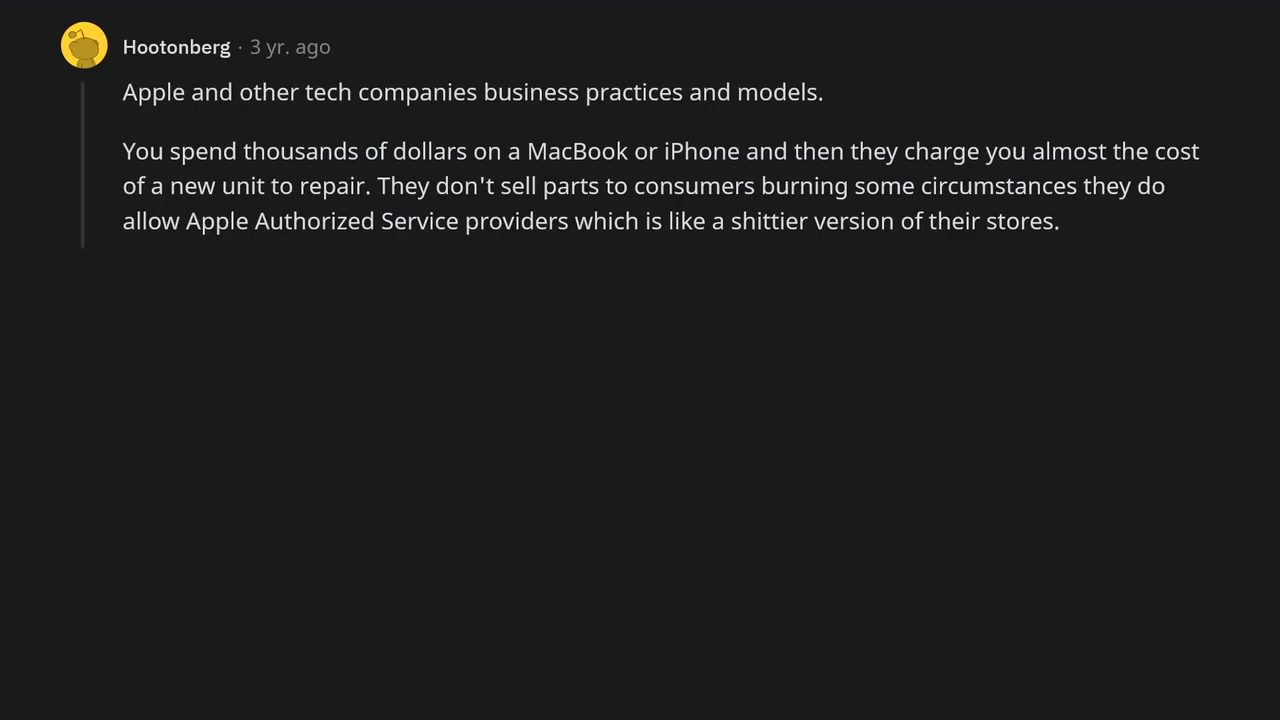 Hootonberg · 3 yr. ago
Apple and other tech companies business practices and models.
You spend thousands of dollars on a MacBook or iPhone and then they charge you almost the cost
of a new unit to repair. They don't sell parts to consumers burning some circumstances they do
allow Apple Authorized Service providers which is like a shittier version of their stores.